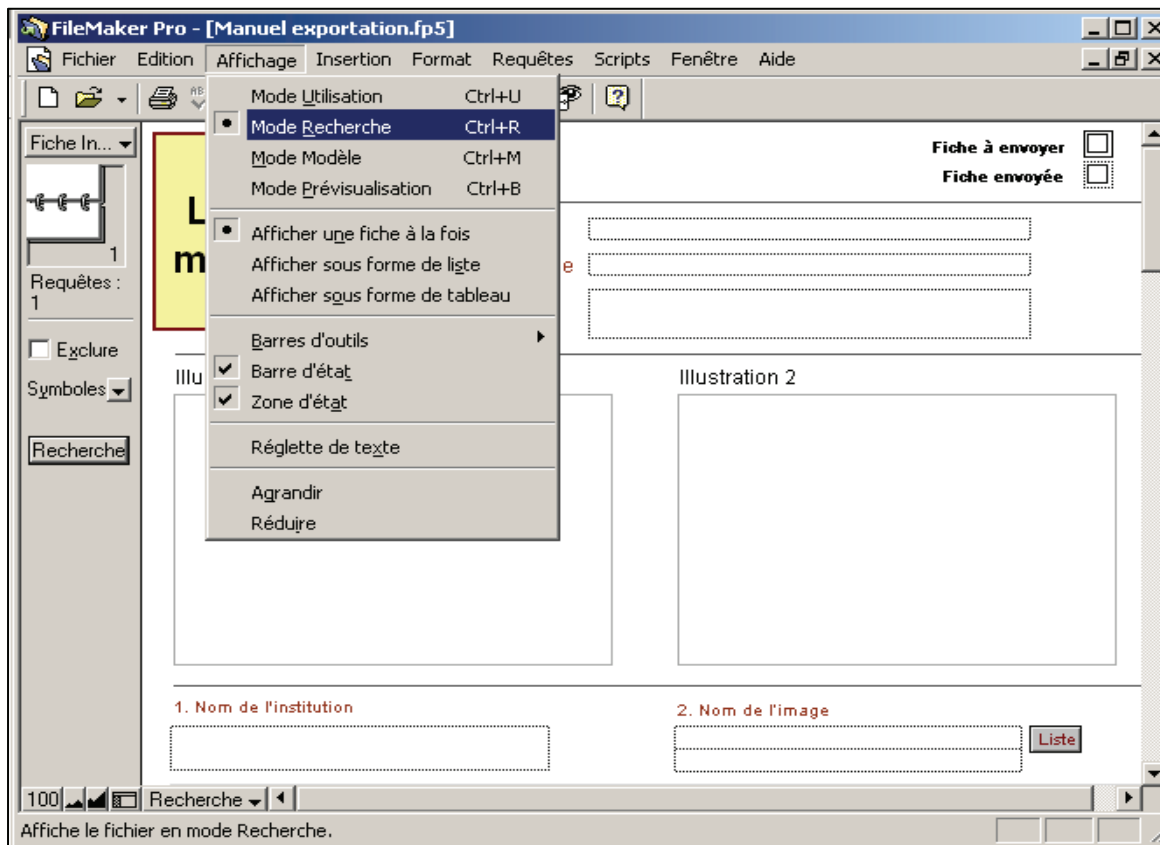 FileMaker Pro - [Manuel exportation.fp5]
Fichier Edition Affichage Insertion Format Requêtes Scripts Fenêtre Aide
Mode Utilisation Ctrl+U
Mode Recherche Ctrl+R
Mode Modèle Ctrl+M
Mode Prévisualisation Ctrl+B
Afficher une fiche à la fois
Afficher sous forme de liste
Afficher sous forme de tableau
Barres d'outils
Barre d'état
Zone d'état
Réglette de texte
Agrandir
Réduire
Fiche In...
1
Requêtes :
1
Exclure
Symboles
Recherche
Fiche à envoyer
Fiche envoyée
L
m
e
Illu
Illustration 2
1. Nom de l'institution
2. Nom de l'image
Liste
100 Recherche
Affiche le fichier en mode Recherche.